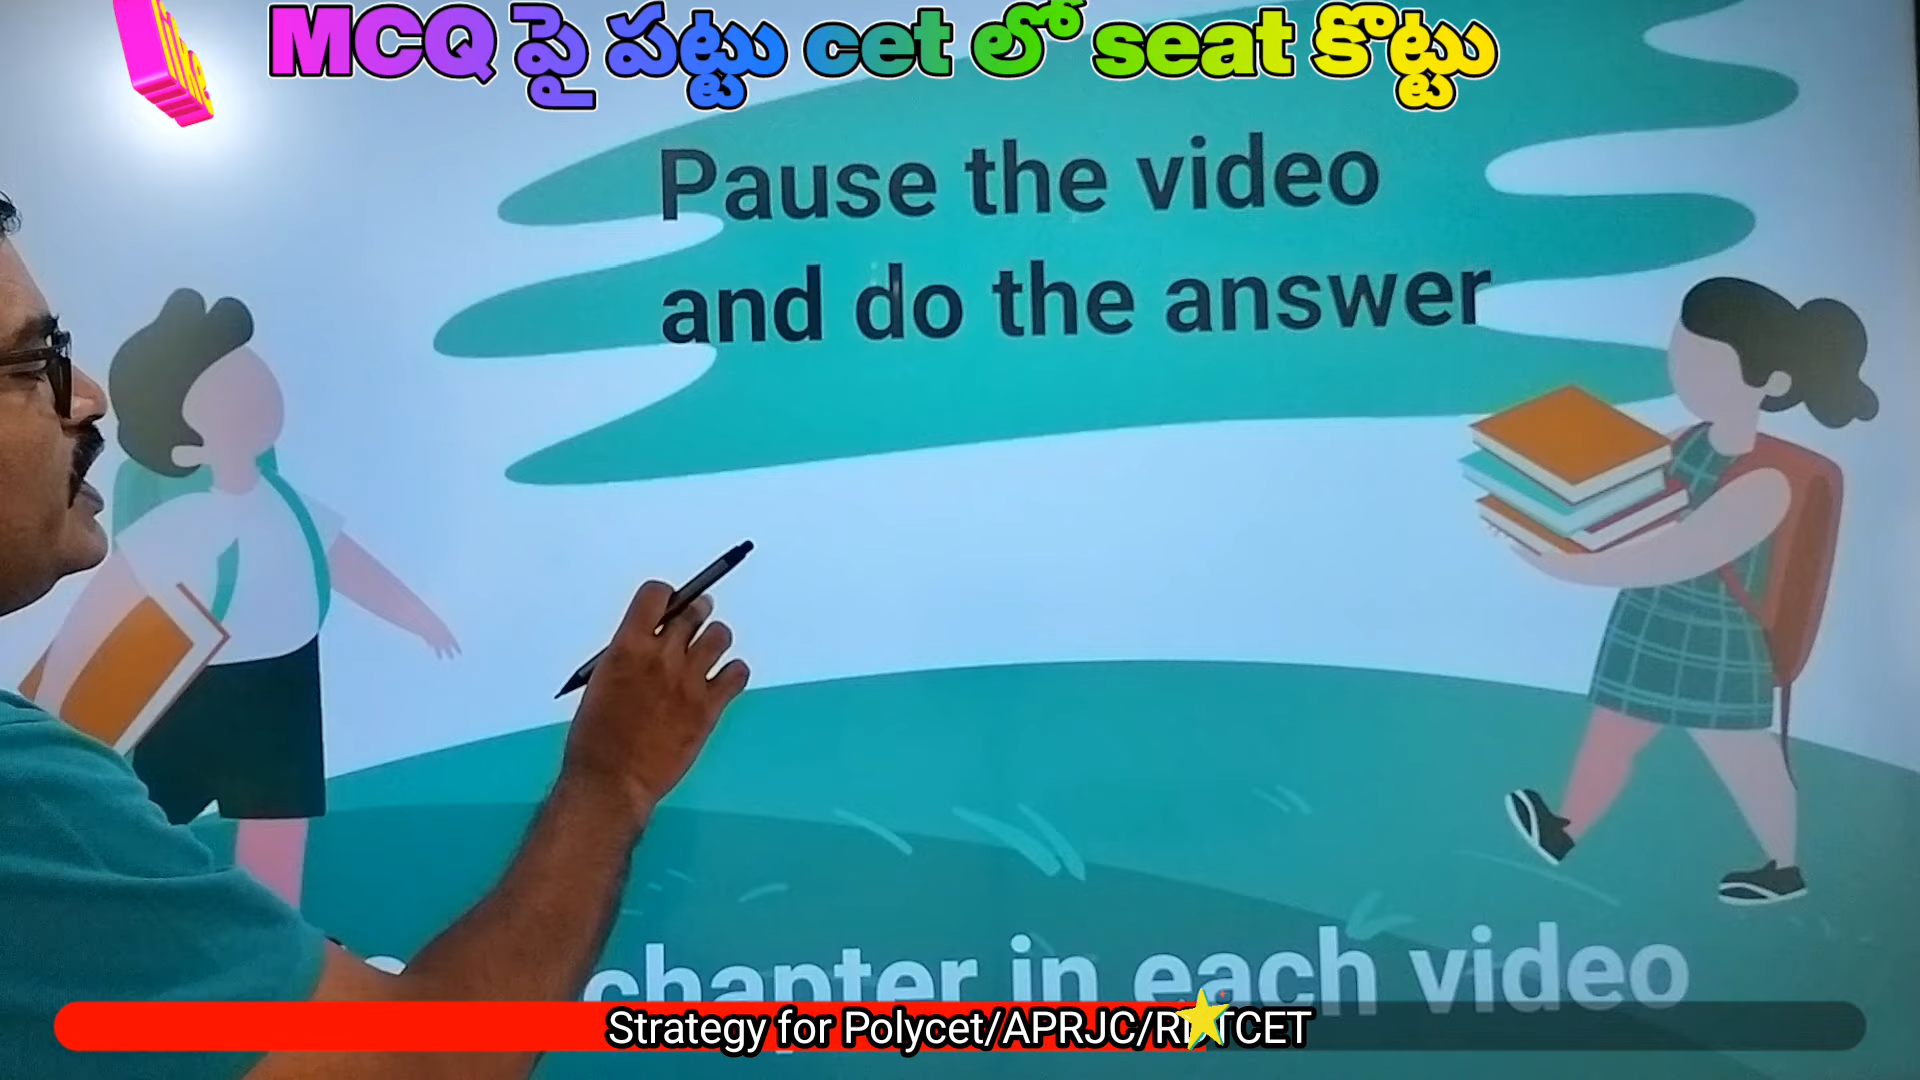 MCQ పై పట్టు cet లో seat కొట్టు
Pause the video
and do the answer
chapter in each video
Strategy for Polycet/APRJC/RDTCET